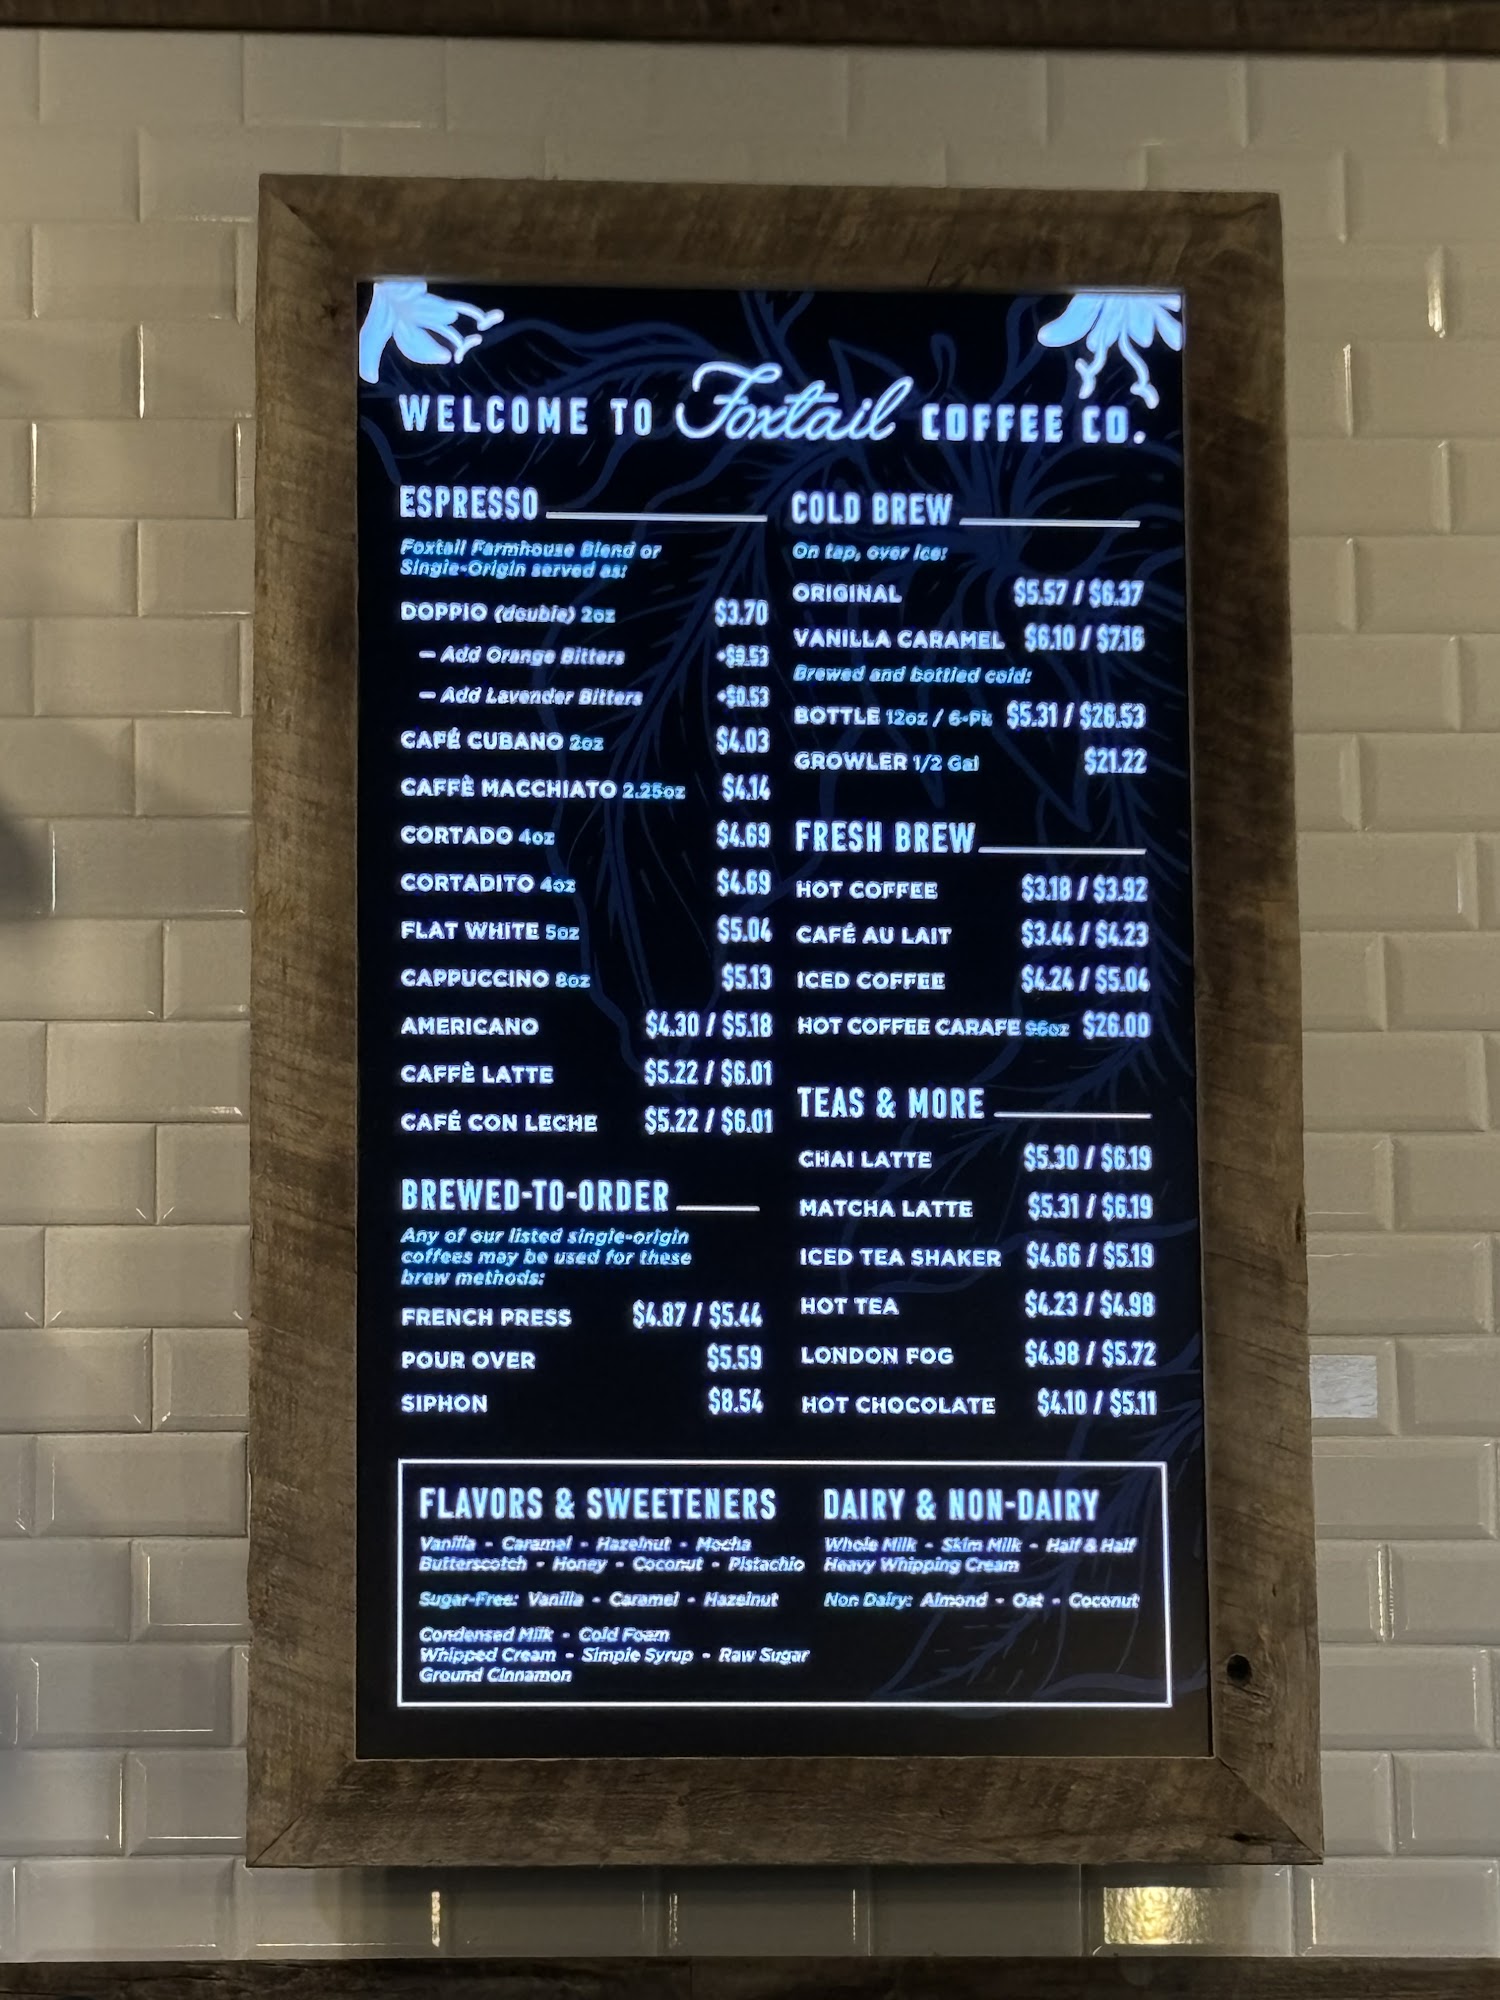 WELCOME TO Foxtail COFFEE CO.
ESPRESSO
Foxtail Farmhouse Blend or
Single-Origin served as:
DOPPIO (double) 2oz $3.70
— Add Orange Bitters +$0.53
— Add Lavender Bitters +$0.53
CAFÉ CUBANO 2oz $4.03
CAFFÈ MACCHIATO 2.25oz $4.14
CORTADO 4oz $4.69
CORTADITO 4oz $4.69
FLAT WHITE 5oz $5.04
CAPPUCCINO 8oz $5.13
AMERICANO $4.30 / $5.18
CAFFÈ LATTE $5.22 / $6.01
CAFÉ CON LECHE $5.22 / $6.01
BREWED-TO-ORDER
Any of our listed single-origin
coffees may be used for these
brew methods:
FRENCH PRESS $4.87 / $5.44
POUR OVER $5.59
SIPHON $8.54
COLD BREW
On tap, over ice:
ORIGINAL $5.57 / $6.37
VANILLA CARAMEL $6.10 / $7.16
Brewed and bottled cold:
BOTTLE 12oz / 6-Pk $5.31 / $26.53
GROWLER 1/2 Gal $21.22
FRESH BREW
HOT COFFEE $3.18 / $3.92
CAFÉ AU LAIT $3.44 / $4.23
ICED COFFEE $4.24 / $5.04
HOT COFFEE CARAFE 96oz $26.00
TEAS & MORE
CHAI LATTE $5.30 / $6.19
MATCHA LATTE $5.31 / $6.19
ICED TEA SHAKER $4.66 / $5.19
HOT TEA $4.23 / $4.98
LONDON FOG $4.98 / $5.72
HOT CHOCOLATE $4.10 / $5.11
FLAVORS & SWEETENERS
Vanilla - Caramel - Hazelnut - Mocha
Butterscotch - Honey - Coconut - Pistachio
Sugar-Free: Vanilla - Caramel - Hazelnut
Condensed Milk - Cold Foam
Whipped Cream - Simple Syrup - Raw Sugar
Ground Cinnamon
DAIRY & NON-DAIRY
Whole Milk - Skim Milk - Half & Half
Heavy Whipping Cream
Non Dairy: Almond - Oat - Coconut